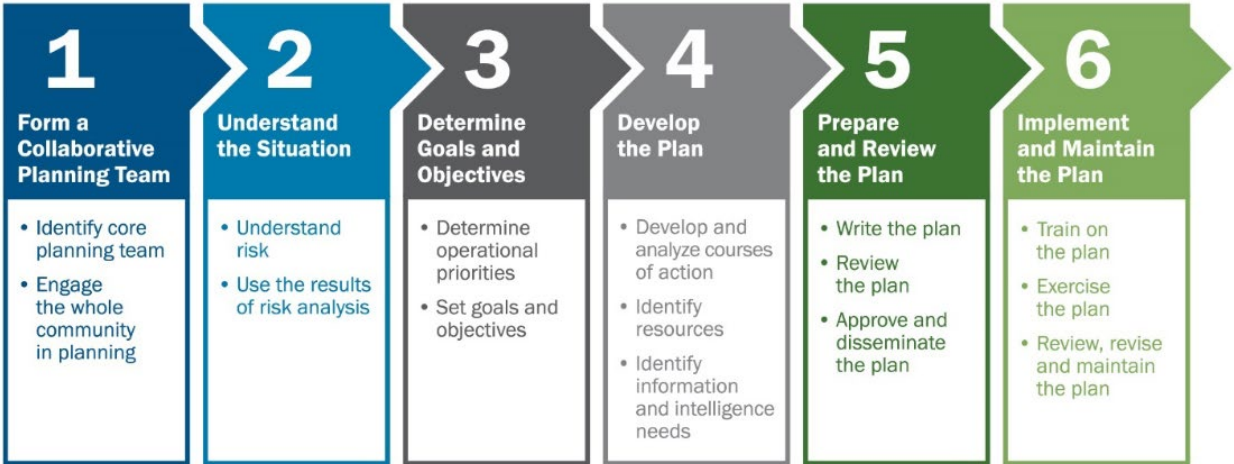 1
Form a
Collaborative
Planning Team
• Identify core
planning team
• Engage
the whole
community
in planning
2
Understand
the Situation
• Understand
risk
• Use the results
of risk analysis
3
Determine
Goals and
Objectives
• Determine
operational
priorities
• Set goals and
objectives
4
Develop
the Plan
• Develop and
analyze courses
of action
• Identify
resources
• Identify
information
and intelligence
needs
5
Prepare
and Review
the Plan
• Write the plan
• Review
the plan
• Approve and
disseminate
the plan
6
Implement
and Maintain
the Plan
• Train on
the plan
• Exercise
the plan
• Review, revise
and maintain
the plan